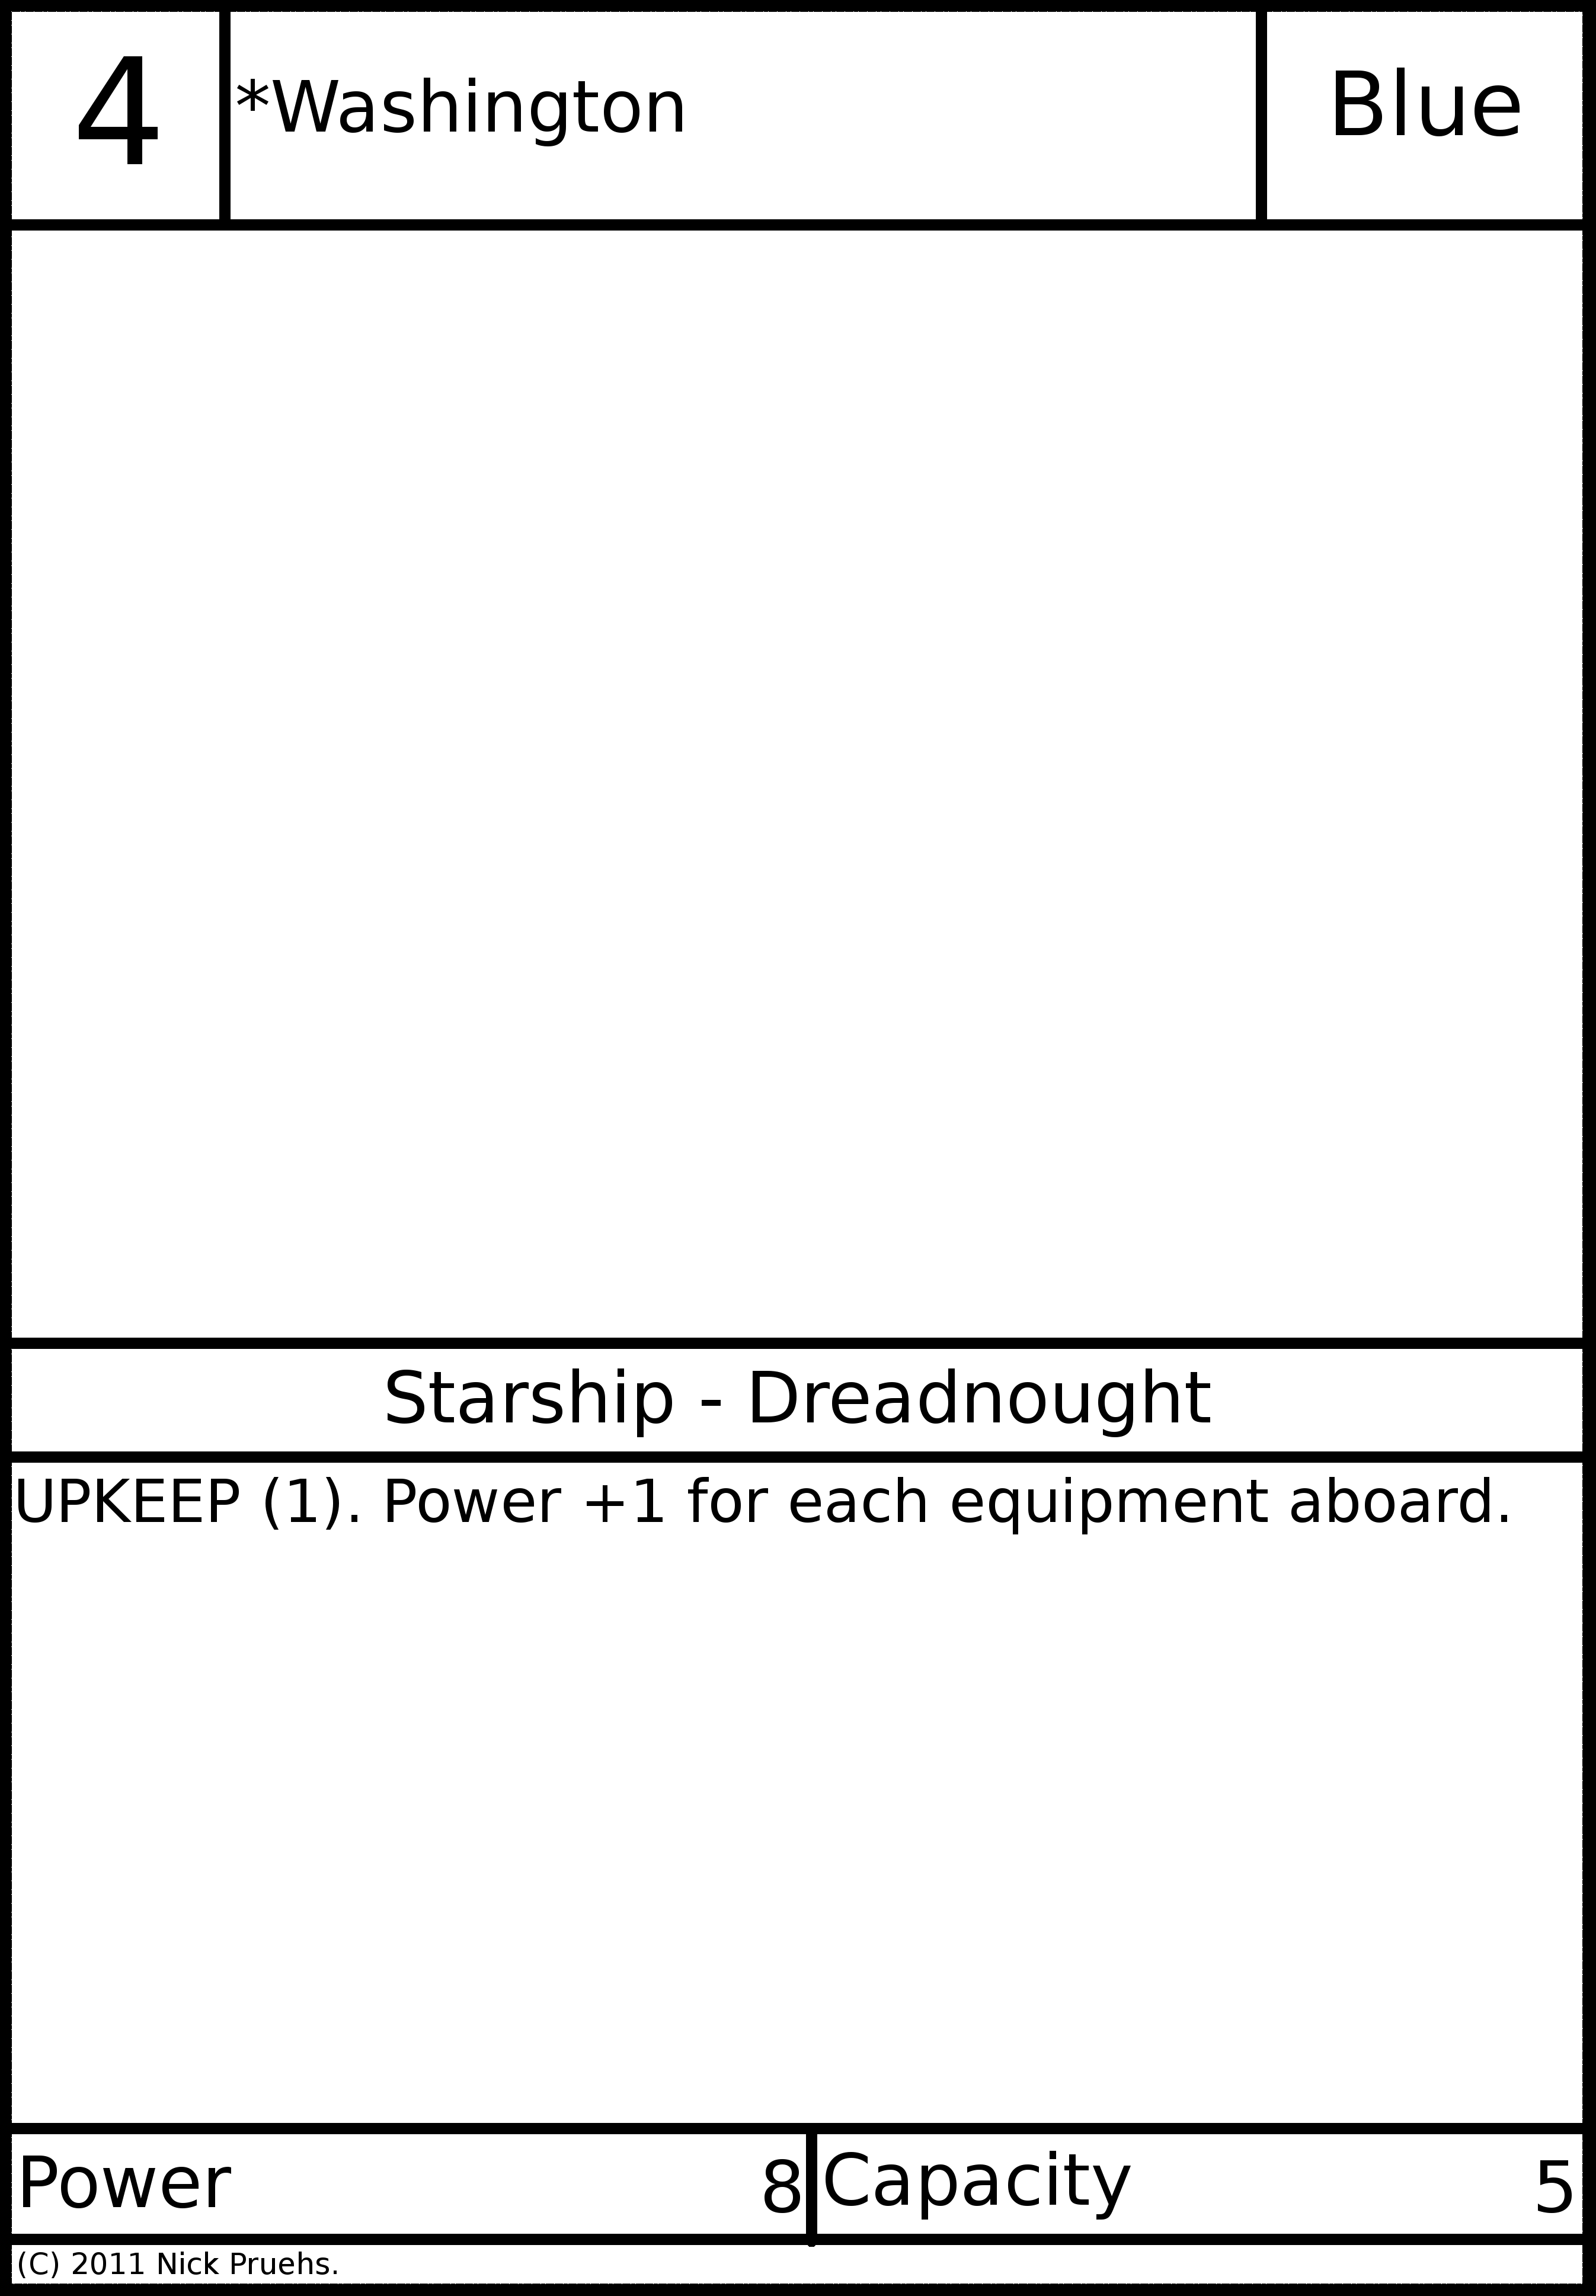 4
*Washington
Blue
Starship - Dreadnought
UPKEEP (1). Power +1 for each equipment aboard.
Power 8
Capacity 5
(C) 2011 Nick Pruehs.